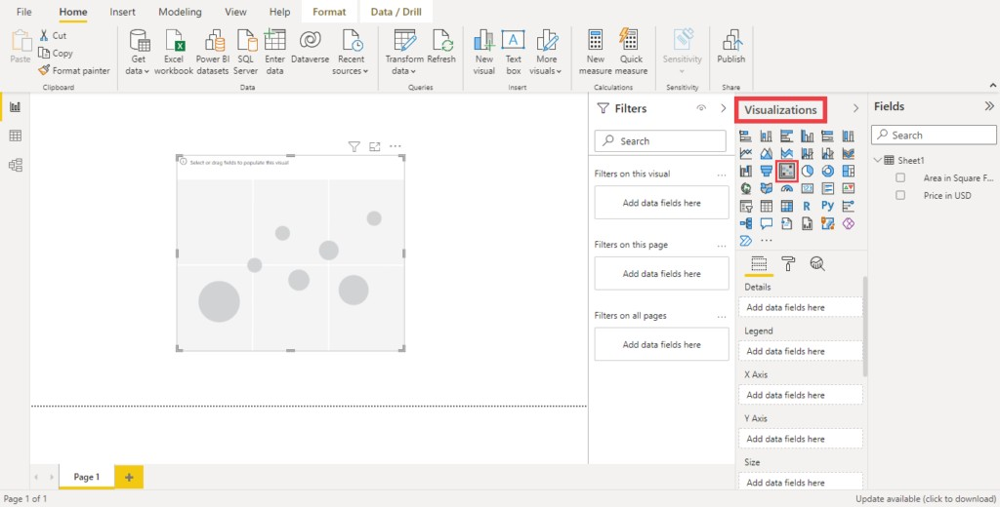 File Home Insert Modeling View Help Format Data / Drill
Paste
Cut
Copy
Format painter
Clipboard
Get data
Excel workbook
Power BI datasets
SQL Server
Enter data
Dataverse
Recent sources
Data
Transform data
Refresh
Queries
New visual
Text box
A
More visuals
Insert
New measure
Quick measure
Calculations
Sensitivity
Sensitivity
Publish
Share
Select or drag fields to populate this visual
Filters
Search
Filters on this visual
Add data fields here
Filters on this page
Add data fields here
Filters on all pages
Add data fields here
Visualizations
R Py
123
Details
Add data fields here
Legend
Add data fields here
X Axis
Add data fields here
Y Axis
Add data fields here
Size
Add data fields here
Fields
Search
Sheet1
Area in Square F...
Price in USD
Page 1
Page 1 of 1
Update available (click to download)